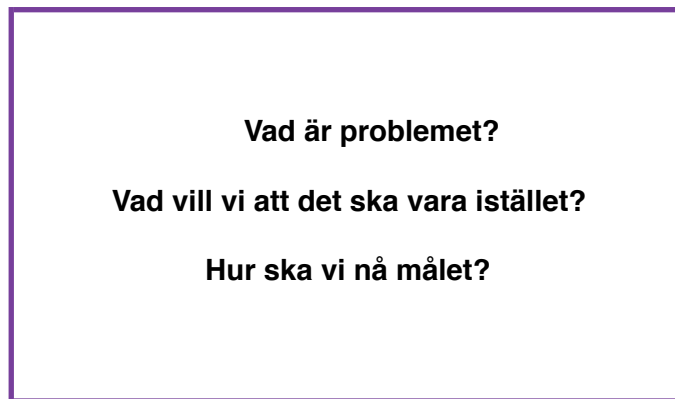 Vad är problemet?
Vad vill vi att det ska vara istället?
Hur ska vi nå målet?